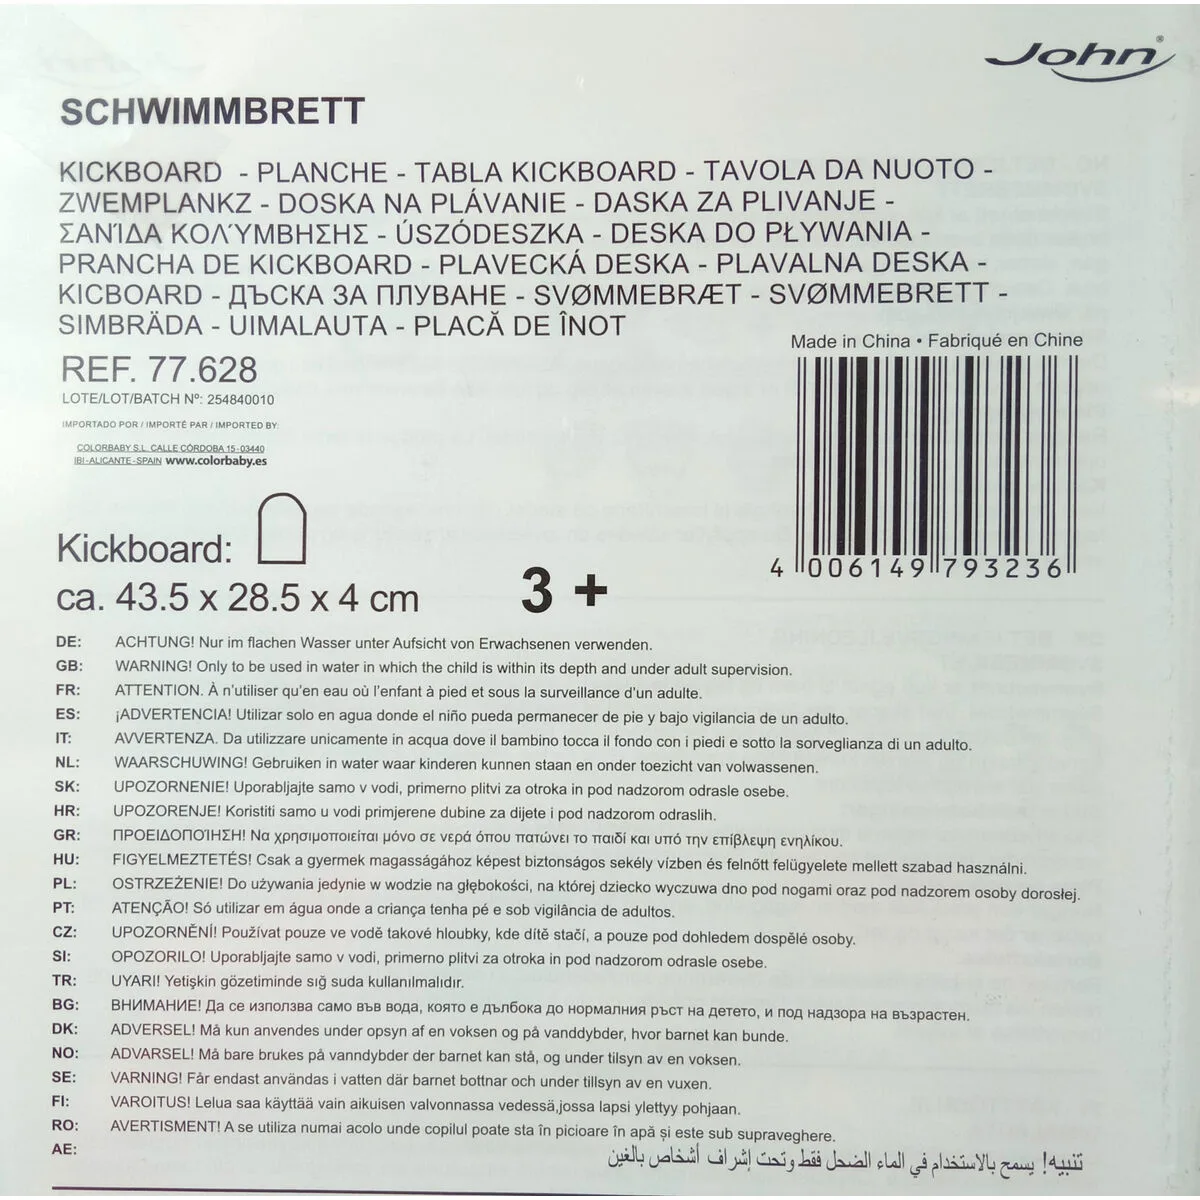 John®
SCHWIMMBRETT
KICKBOARD - PLANCHE - TABLA KICKBOARD - TAVOLA DA NUOTO -
ZWEMPLANKZ - DOSKA NA PLÁVANIE - DASKA ZA PLIVANJE -
ΣΑΝΊΔΑ ΚΟΛΎΜΒΗΣΗΣ - ÚSZÓDESZKA - DESKA DO PŁYWANIA -
PRANCHA DE KICKBOARD - PLAVECKÁ DESKA - PLAVALNA DESKA -
KICBOARD - ДЪСКА ЗА ПЛУВАНЕ - SVØMMEBRÆT - SVØMMEBRETT -
SIMBRÄDA - UIMALAUTA - PLACĂ DE ÎNOT
Made in China • Fabriqué en Chine
REF. 77.628
LOTE/LOT/BATCH Nº: 254840010
IMPORTADO POR / IMPORTÉ PAR / IMPORTED BY:
COLORBABY S.L. CALLE CÓRDOBA 15-03440
IBI-ALICANTE-SPAIN www.colorbaby.es
4 006149 793236
Kickboard:
ca. 43.5 x 28.5 x 4 cm
3 +
DE: ACHTUNG! Nur im flachen Wasser unter Aufsicht von Erwachsenen verwenden.
GB: WARNING! Only to be used in water in which the child is within its depth and under adult supervision.
FR: ATTENTION. À n'utiliser qu'en eau où l'enfant à pied et sous la surveillance d'un adulte.
ES: ¡ADVERTENCIA! Utilizar solo en agua donde el niño pueda permanecer de pie y bajo vigilancia de un adulto.
IT: AVVERTENZA. Da utilizzare unicamente in acqua dove il bambino tocca il fondo con i piedi e sotto la sorveglianza di un adulto.
NL: WAARSCHUWING! Gebruiken in water waar kinderen kunnen staan en onder toezicht van volwassenen.
SK: UPOZORNENIE! Uporabljajte samo v vodi, primerno plitvi za otroka in pod nadzorom odrasle osebe.
HR: UPOZORENJE! Koristiti samo u vodi primjerene dubine za dijete i pod nadzorom odraslih.
GR: ΠΡΟΕΙΔΟΠΟΊΗΣΗ! Να χρησιμοποιείται μόνο σε νερά όπου πατώνει το παιδί και υπό την επίβλεψη ενηλίκου.
HU: FIGYELMEZTETÉS! Csak a gyermek magasságához képest biztonságos sekély vízben és felnőtt felügyelete mellett szabad használni.
PL: OSTRZEŻENIE! Do używania jedynie w wodzie na głębokości, na której dziecko wyczuwa dno pod nogami oraz pod nadzorem osoby dorosłej.
PT: ATENÇÃO! Só utilizar em água onde a criança tenha pé e sob vigilância de adultos.
CZ: UPOZORNĚNÍ! Používat pouze ve vodě takové hloubky, kde dítě stačí, a pouze pod dohledem dospělé osoby.
SI: OPOZORILO! Uporabljajte samo v vodi, primerno plitvi za otroka in pod nadzorom odrasle osebe.
TR: UYARI! Yetişkin gözetiminde sığ suda kullanılmalıdır.
BG: ВНИМАНИЕ! Да се използва само във вода, която е дълбока до нормалния ръст на детето, и под надзора на възрастен.
DK: ADVERSEL! Må kun anvendes under opsyn af en voksen og på vanddybder, hvor barnet kan bunde.
NO: ADVARSEL! Må bare brukes på vanndybder der barnet kan stå, og under tilsyn av en voksen.
SE: VARNING! Får endast användas i vatten där barnet bottnar och under tillsyn av en vuxen.
FI: VAROITUS! Lelua saa käyttää vain aikuisen valvonnassa vedessä,jossa lapsi ylettyy pohjaan.
RO: AVERTISMENT! A se utiliza numai acolo unde copilul poate sta în picioare în apă și este sub supraveghere.
AE: تنبيه! يسمح بالاستخدام في الماء الضحل فقط وتحت إشراف أشخاص بالغين